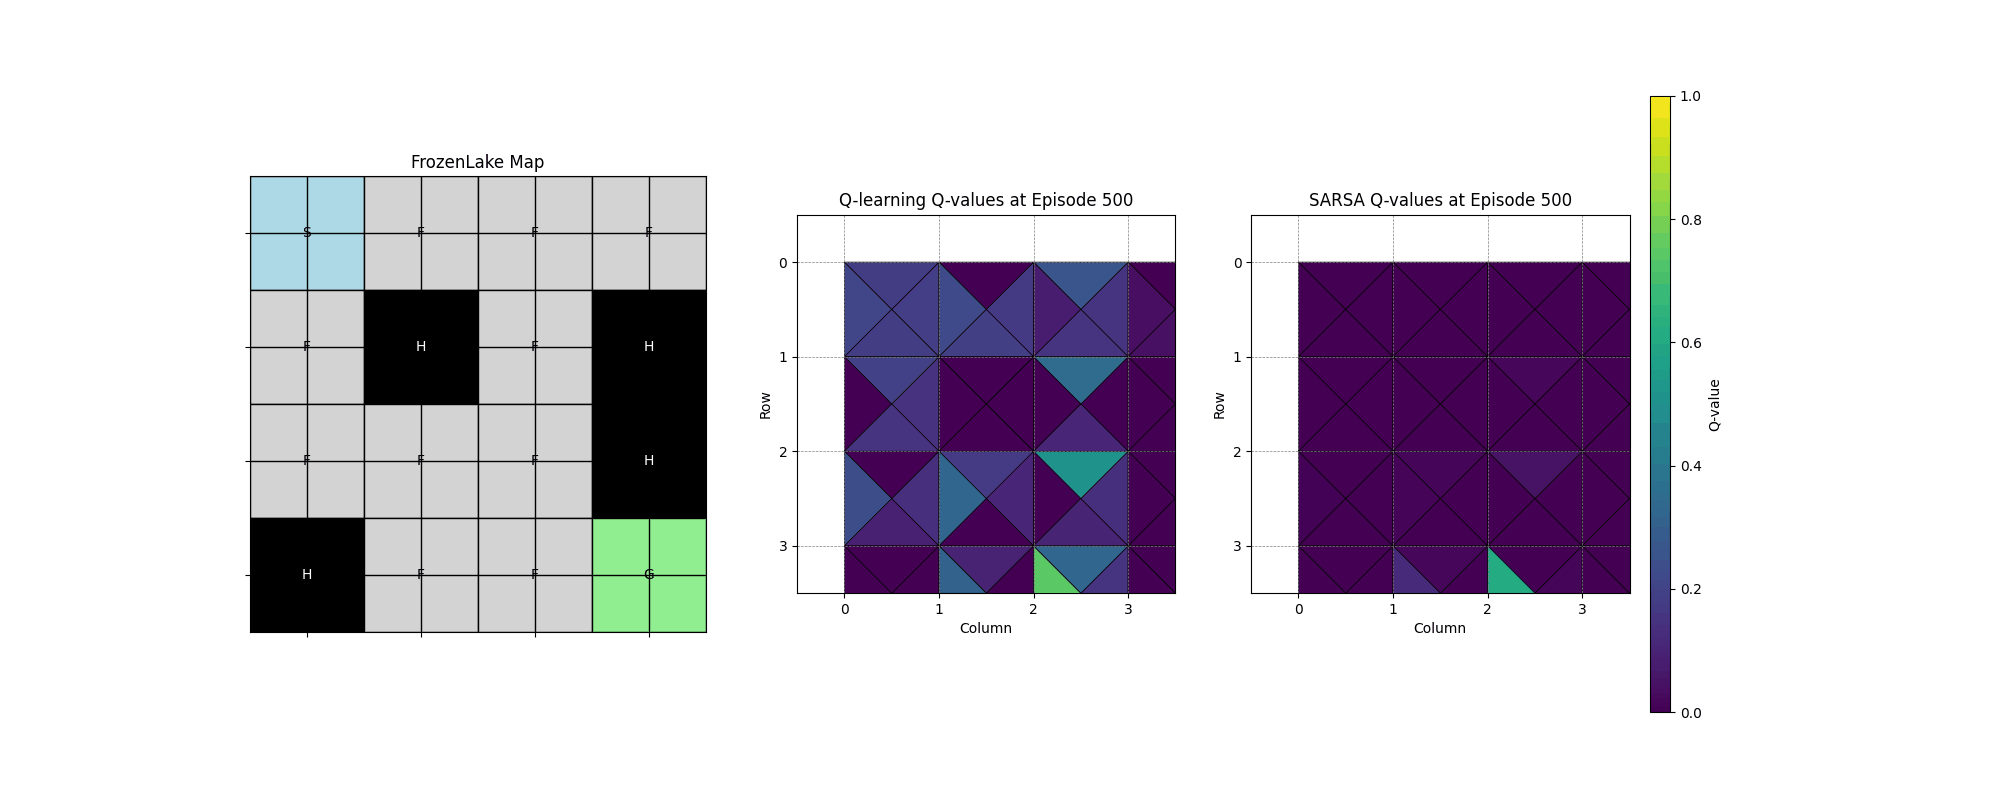 FrozenLake Map
S F F F
F H F H
F F F H
H F F G
Q-learning Q-values at Episode 500
0
1
2
3
Row
0 1 2 3
Column
SARSA Q-values at Episode 500
0
1
2
3
Row
0 1 2 3
Column
1.0
0.8
0.6
0.4
0.2
0.0
Q-value